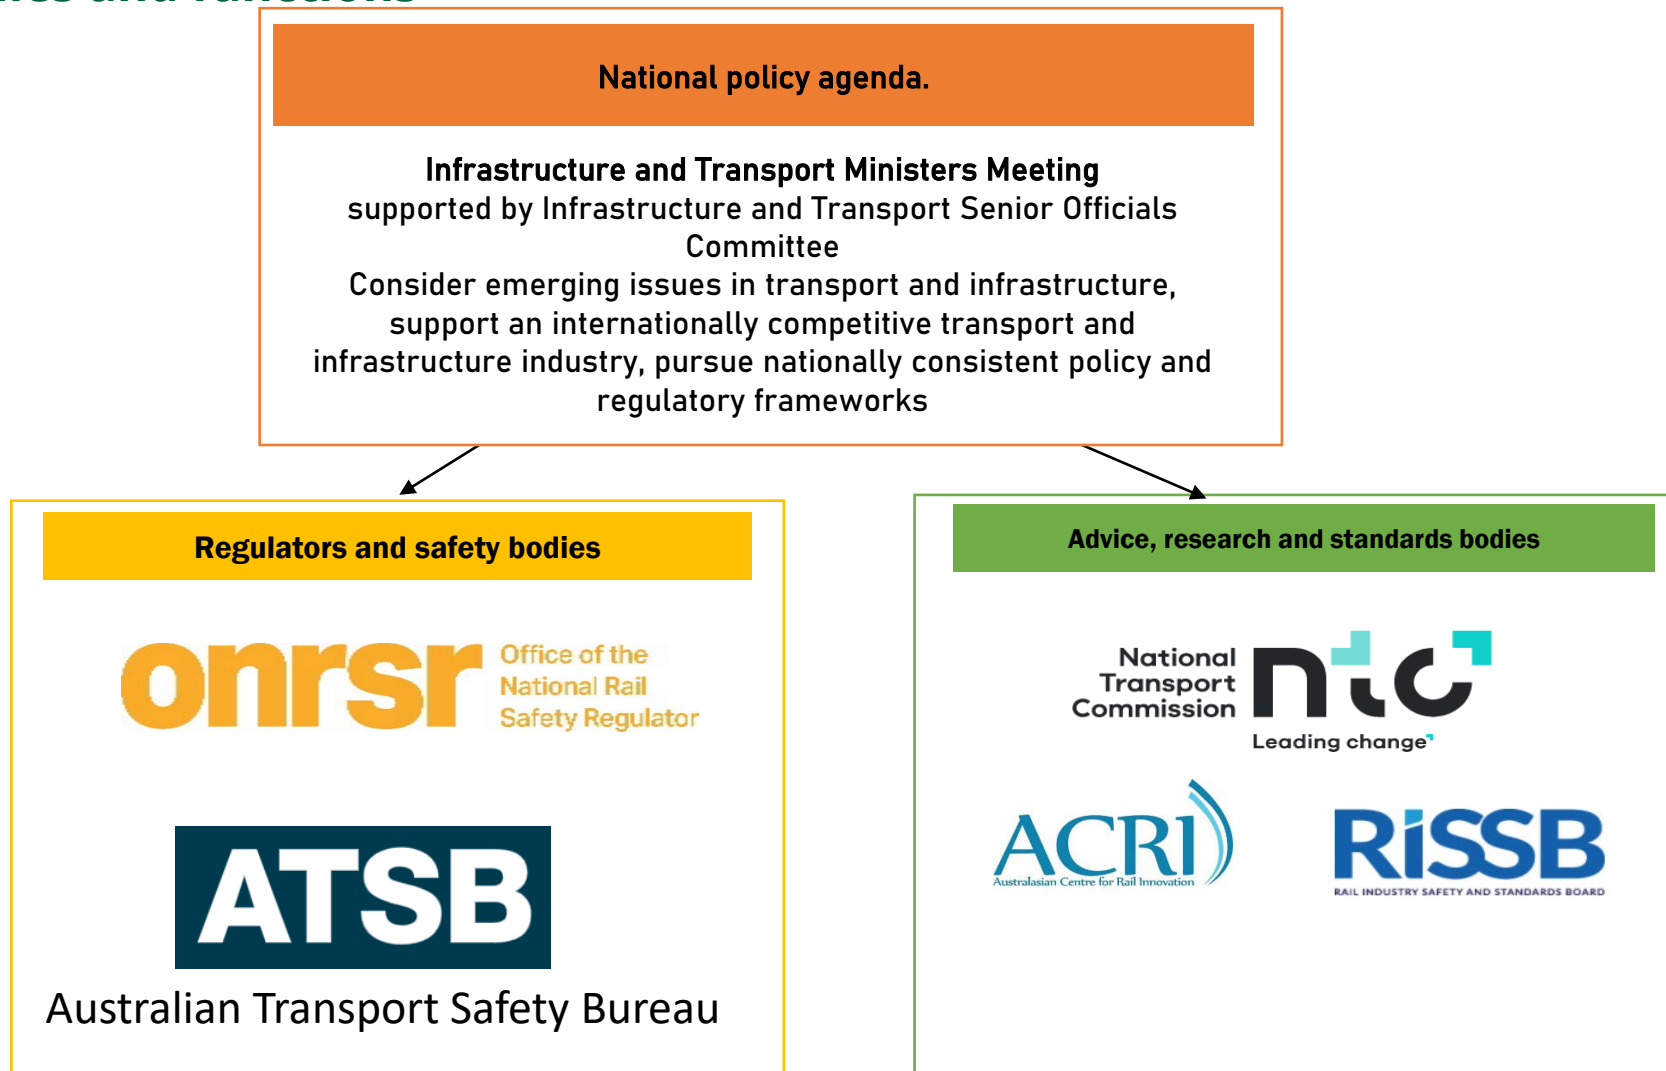 and functions
National policy agenda.
Infrastructure and Transport Ministers Meeting
supported by Infrastructure and Transport Senior Officials
Committee
Consider emerging issues in transport and infrastructure,
support an internationally competitive transport and
infrastructure industry, pursue nationally consistent policy and
regulatory frameworks
Regulators and safety bodies
onrsr
Office of the
National Rail
Safety Regulator
ATSB
Australian Transport Safety Bureau
Advice, research and standards bodies
National
Transport
Commission
ntc
Leading change
ACRI
Australasian Centre for Rail Innovation
RiSSB
RAIL INDUSTRY SAFETY AND STANDARDS BOARD